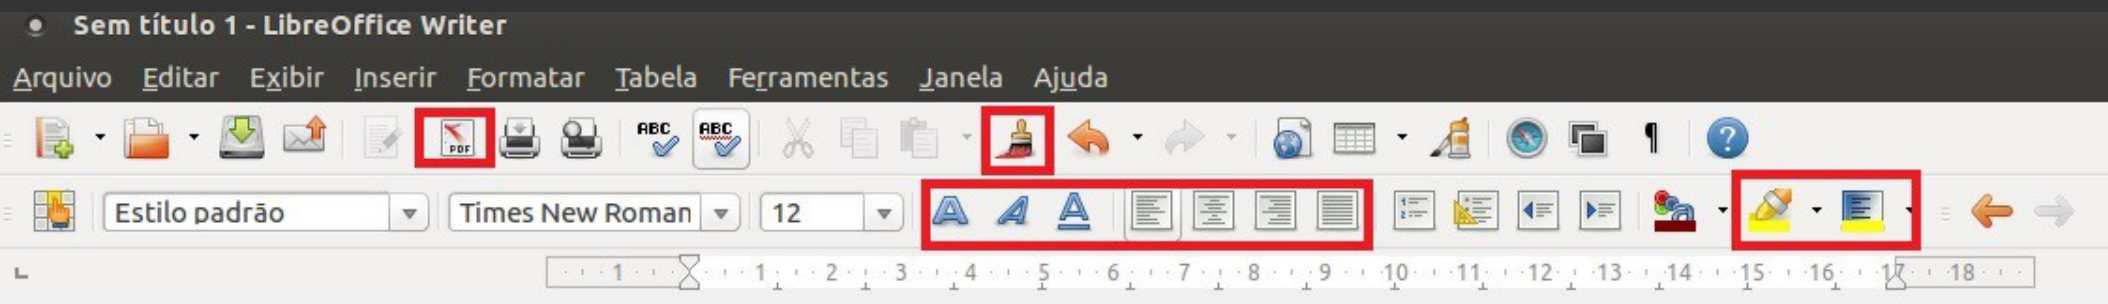 Sem título 1 - LibreOffice Writer
Arquivo Editar Exibir Inserir Formatar Tabela Ferramentas Janela Ajuda
PDF ABC ABC ¶ ?
Estilo padrão Times New Roman 12 A A A a
1 1 2 3 4 5 6 7 8 9 10 11 12 13 14 15 16 17 18